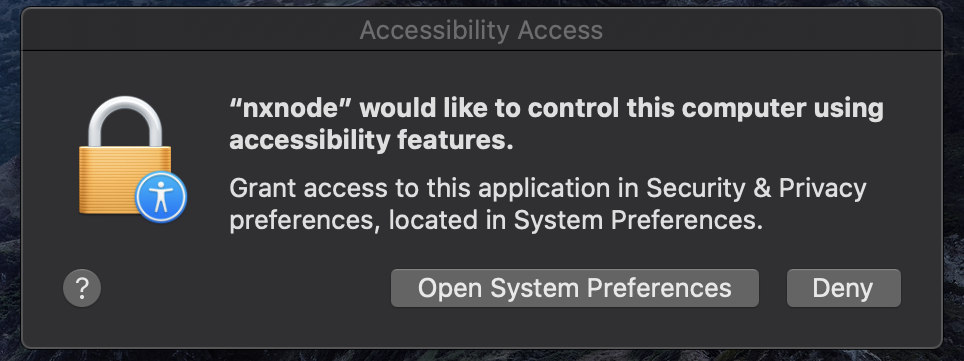 Accessibility Access
“nxnode” would like to control this computer using
accessibility features.
Grant access to this application in Security & Privacy
preferences, located in System Preferences.
?
Open System Preferences
Deny